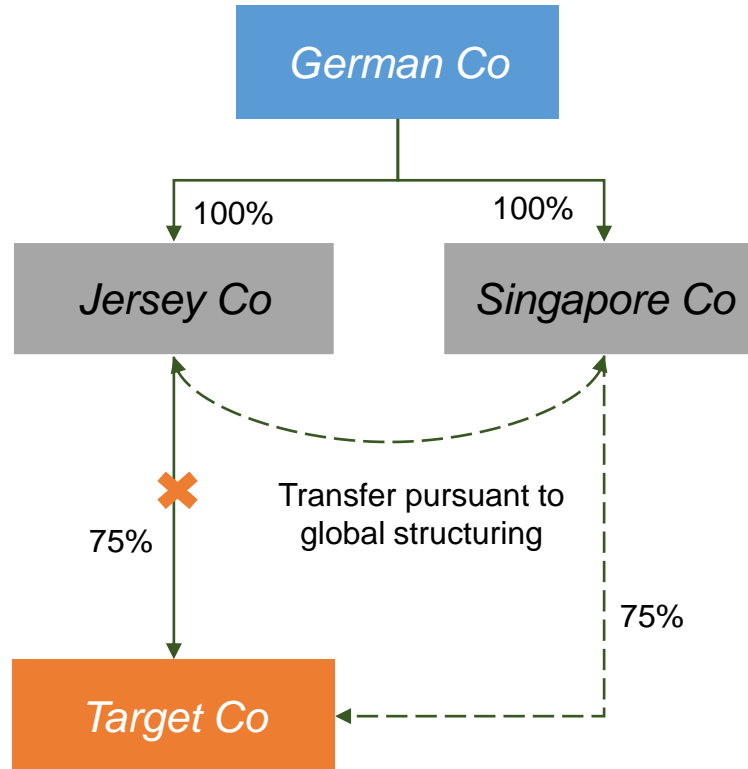 German Co
100%
100%
Jersey Co
Singapore Co
Transfer pursuant to
global structuring
75%
75%
Target Co